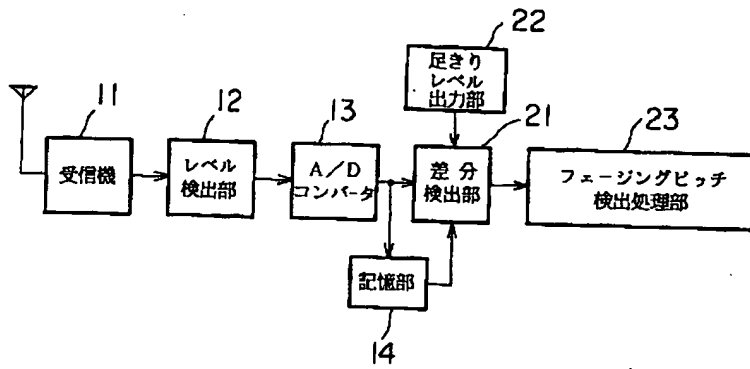 22
足きり
レベル
出力部
11
受信機
12
レベル
検出部
13
A/D
コンバータ
21
差分
検出部
23
フェージングピッチ
検出処理部
記憶部
14